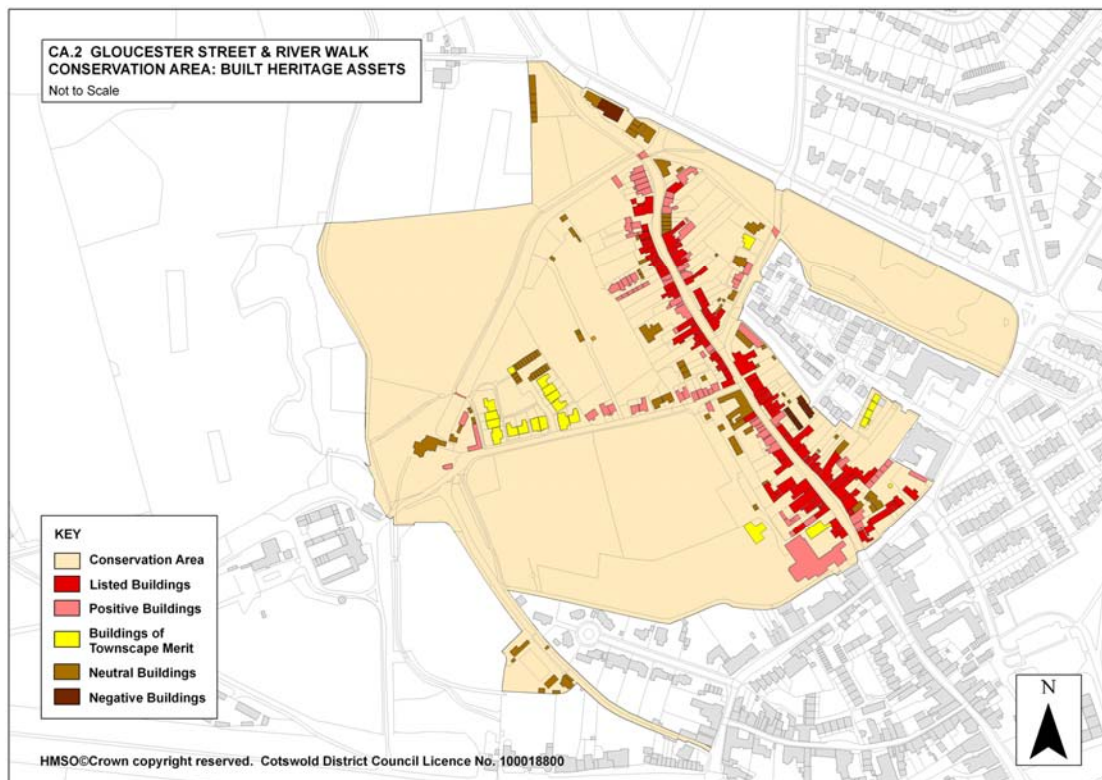 CA.2 GLOUCESTER STREET & RIVER WALK
CONSERVATION AREA: BUILT HERITAGE ASSETS
Not to Scale
KEY
Conservation Area
Listed Buildings
Positive Buildings
Buildings of
Townscape Merit
Neutral Buildings
Negative Buildings
N
HMSO©Crown copyright reserved. Cotswold District Council Licence No. 100018800